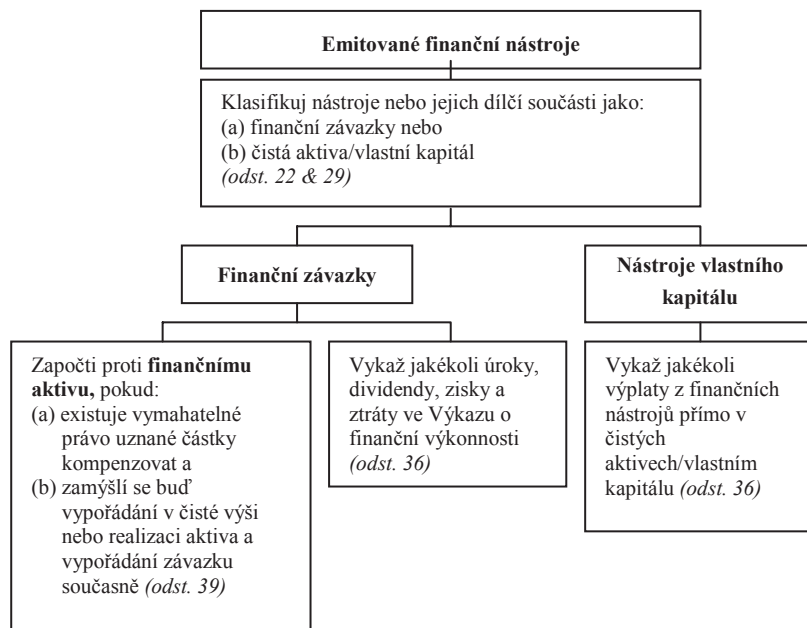 Emitované finanční nástroje
Klasifikuj nástroje nebo jejich dílčí součásti jako:
(a) finanční závazky nebo
(b) čistá aktiva/vlastní kapitál
(odst. 22 & 29)
Finanční závazky
Nástroje vlastního
kapitálu
Započti proti finančnímu
aktivu, pokud:
(a) existuje vymahatelné
právo uznané částky
kompenzovat a
(b) zamýšlí se buď
vypořádání v čisté výši
nebo realizaci aktiva a
vypořádání závazku
současně (odst. 39)
Vykaž jakékoli úroky,
dividendy, zisky a
ztráty ve Výkazu o
finanční výkonnosti
(odst. 36)
Vykaž jakékoli
výplaty z finančních
nástrojů přímo v
čistých
aktivech/vlastním
kapitálu (odst. 36)